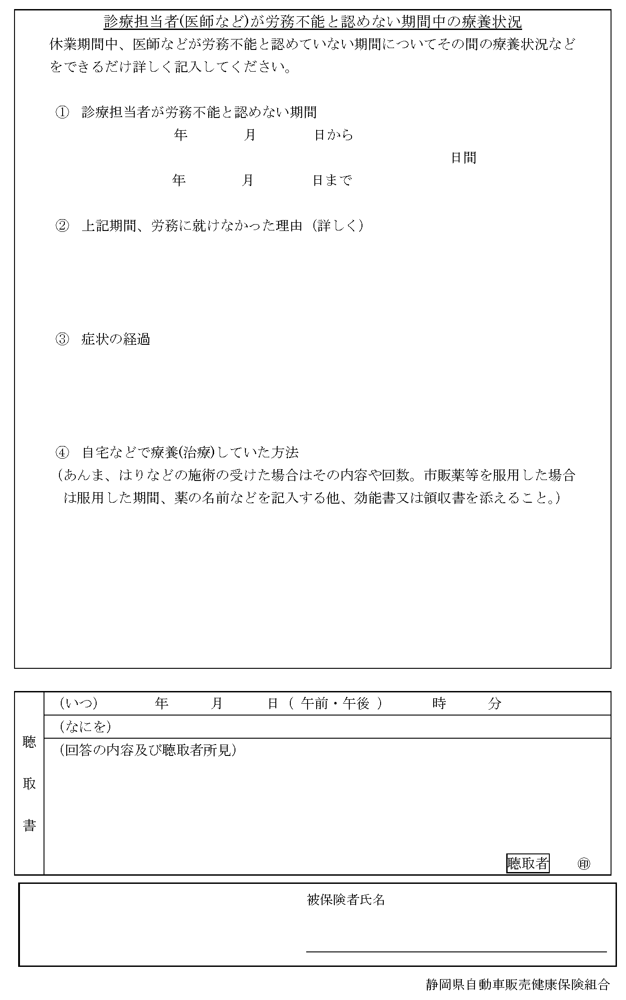 診療担当者(医師など)が労務不能と認めない期間中の療養状況
休業期間中、医師などが労務不能と認めていない期間についてその間の療養状況など
をできるだけ詳しく記入してください。
① 診療担当者が労務不能と認めない期間
年 月 日から
日間
年 月 日まで
② 上記期間、労務に就けなかった理由（詳しく）
③ 症状の経過
④ 自宅などで療養(治療)していた方法
（あんま、はりなどの施術の受けた場合はその内容や回数。市販薬等を服用した場合
は服用した期間、薬の名前などを記入する他、効能書又は領収書を添えること。）
聴取書
（いつ） 年 月 日（ 午前・午後 ） 時 分
（なにを）
（回答の内容及び聴取者所見）
聴取者 ㊞
被保険者氏名
静岡県自動車販売健康保険組合